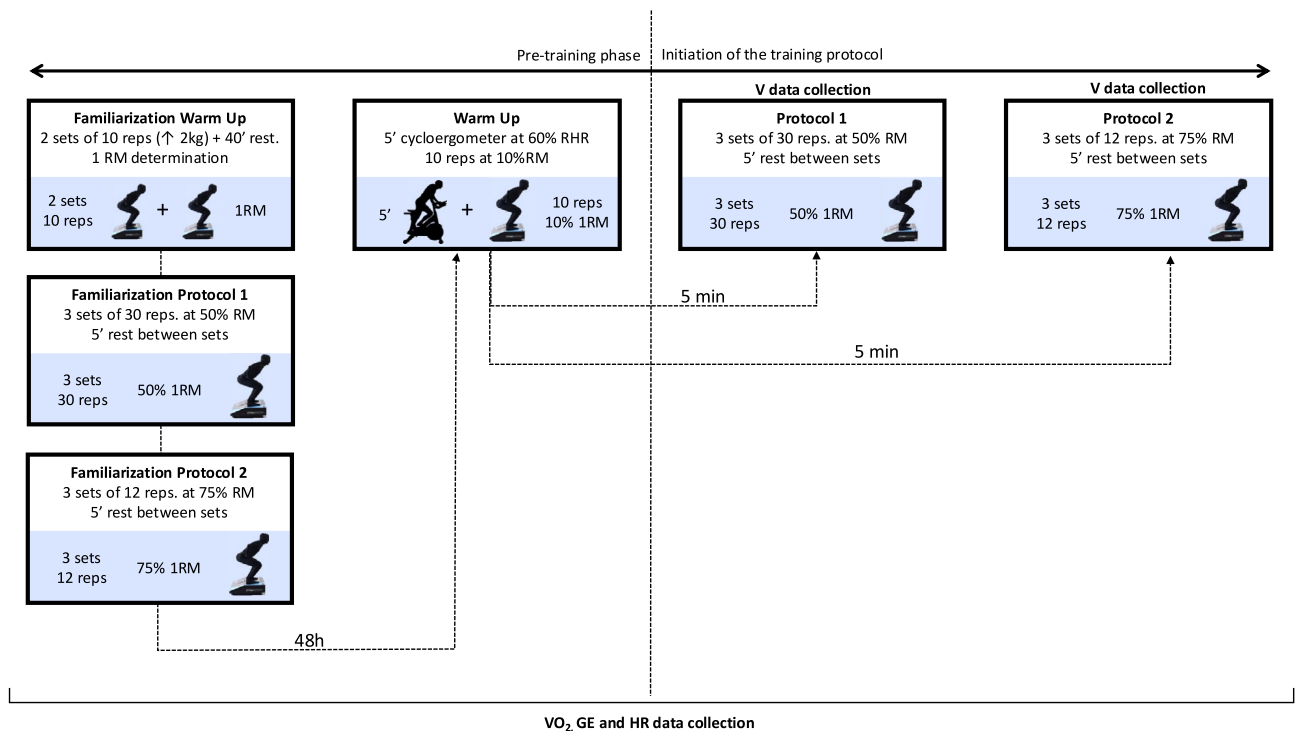 Pre-training phase
Initiation of the training protocol
Familiarization Warm Up
2 sets of 10 reps (↑ 2kg) + 40’ rest.
1 RM determination
2 sets
10 reps
+
1RM
Warm Up
5’ cycloergometer at 60% RHR
10 reps at 10%RM
5’
+
10 reps
10% 1RM
V data collection
Protocol 1
3 sets of 30 reps. at 50% RM
5’ rest between sets
3 sets
30 reps
50% 1RM
V data collection
Protocol 2
3 sets of 12 reps. at 75% RM
5’ rest between sets
3 sets
12 reps
75% 1RM
5 min
5 min
Familiarization Protocol 1
3 sets of 30 reps. at 50% RM
5’ rest between sets
3 sets
30 reps
50% 1RM
Familiarization Protocol 2
3 sets of 12 reps. at 75% RM
5’ rest between sets
3 sets
12 reps
75% 1RM
48h
VO₂, GE and HR data collection